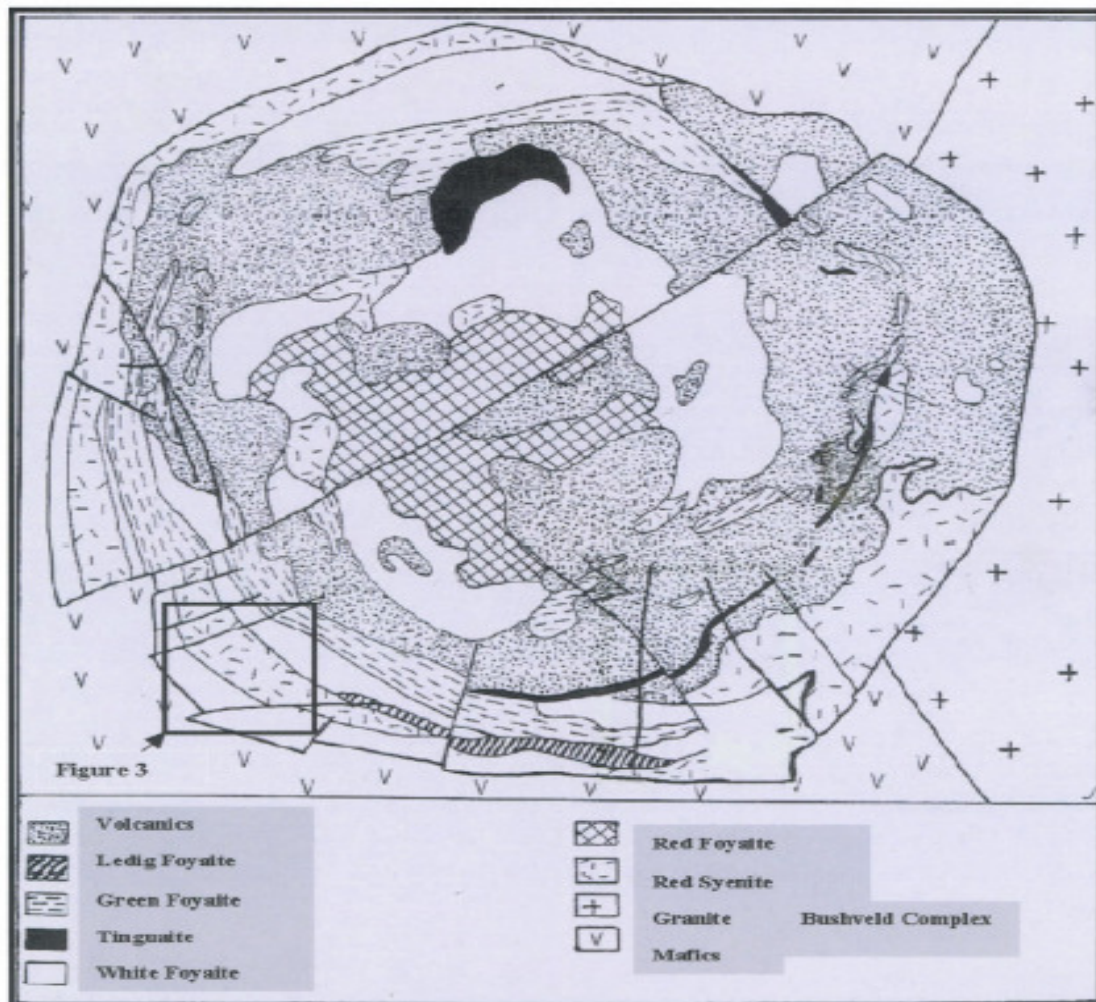 Figure 3
Volcanics
Ledig Foyaite
Green Foyaite
Tinguaite
White Foyaite
Red Foyaite
Red Syenite
Granite
Bushveld Complex
Mafics